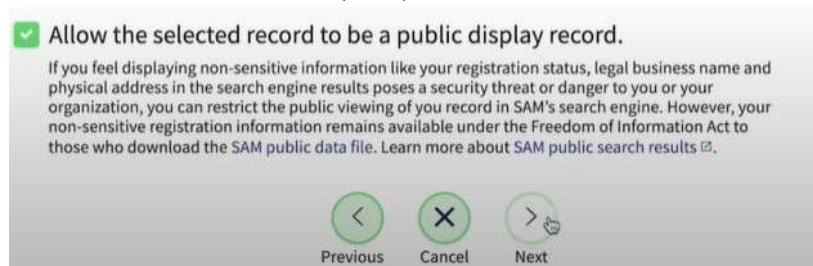 Allow the selected record to be a public display record.
If you feel displaying non-sensitive information like your registration status, legal business name and
physical address in the search engine results poses a security threat or danger to you or your
organization, you can restrict the public viewing of you record in SAM's search engine. However, your
non-sensitive registration information remains available under the Freedom of Information Act to
those who download the SAM public data file. Learn more about SAM public search results.
Previous Cancel Next